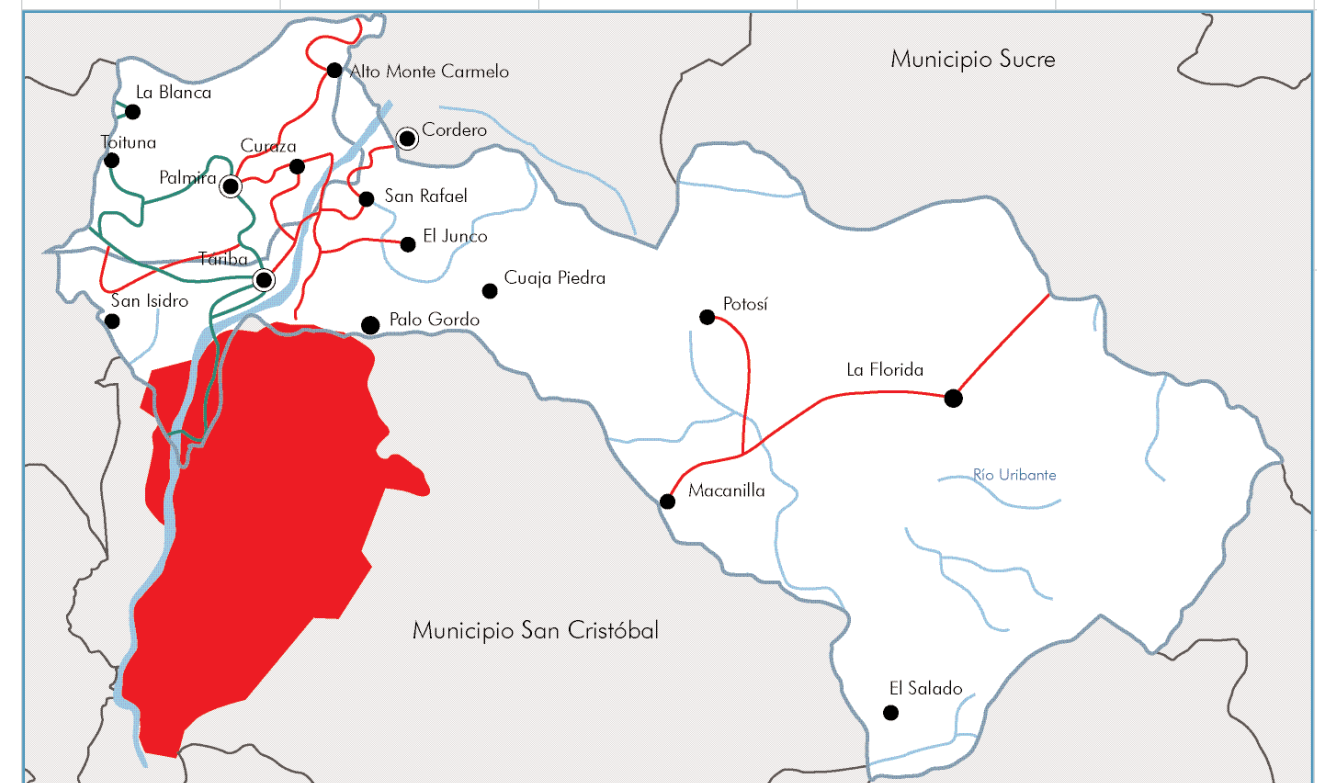 Municipio Sucre
Alto Monte Carmelo
La Blanca
Cordero
Toituna
Curaza
Palmira
San Rafael
El Junco
Táriba
Cuaja Piedra
San Isidro
Palo Gordo
Potosí
La Florida
Río Uribante
Macanilla
Municipio San Cristóbal
El Salado